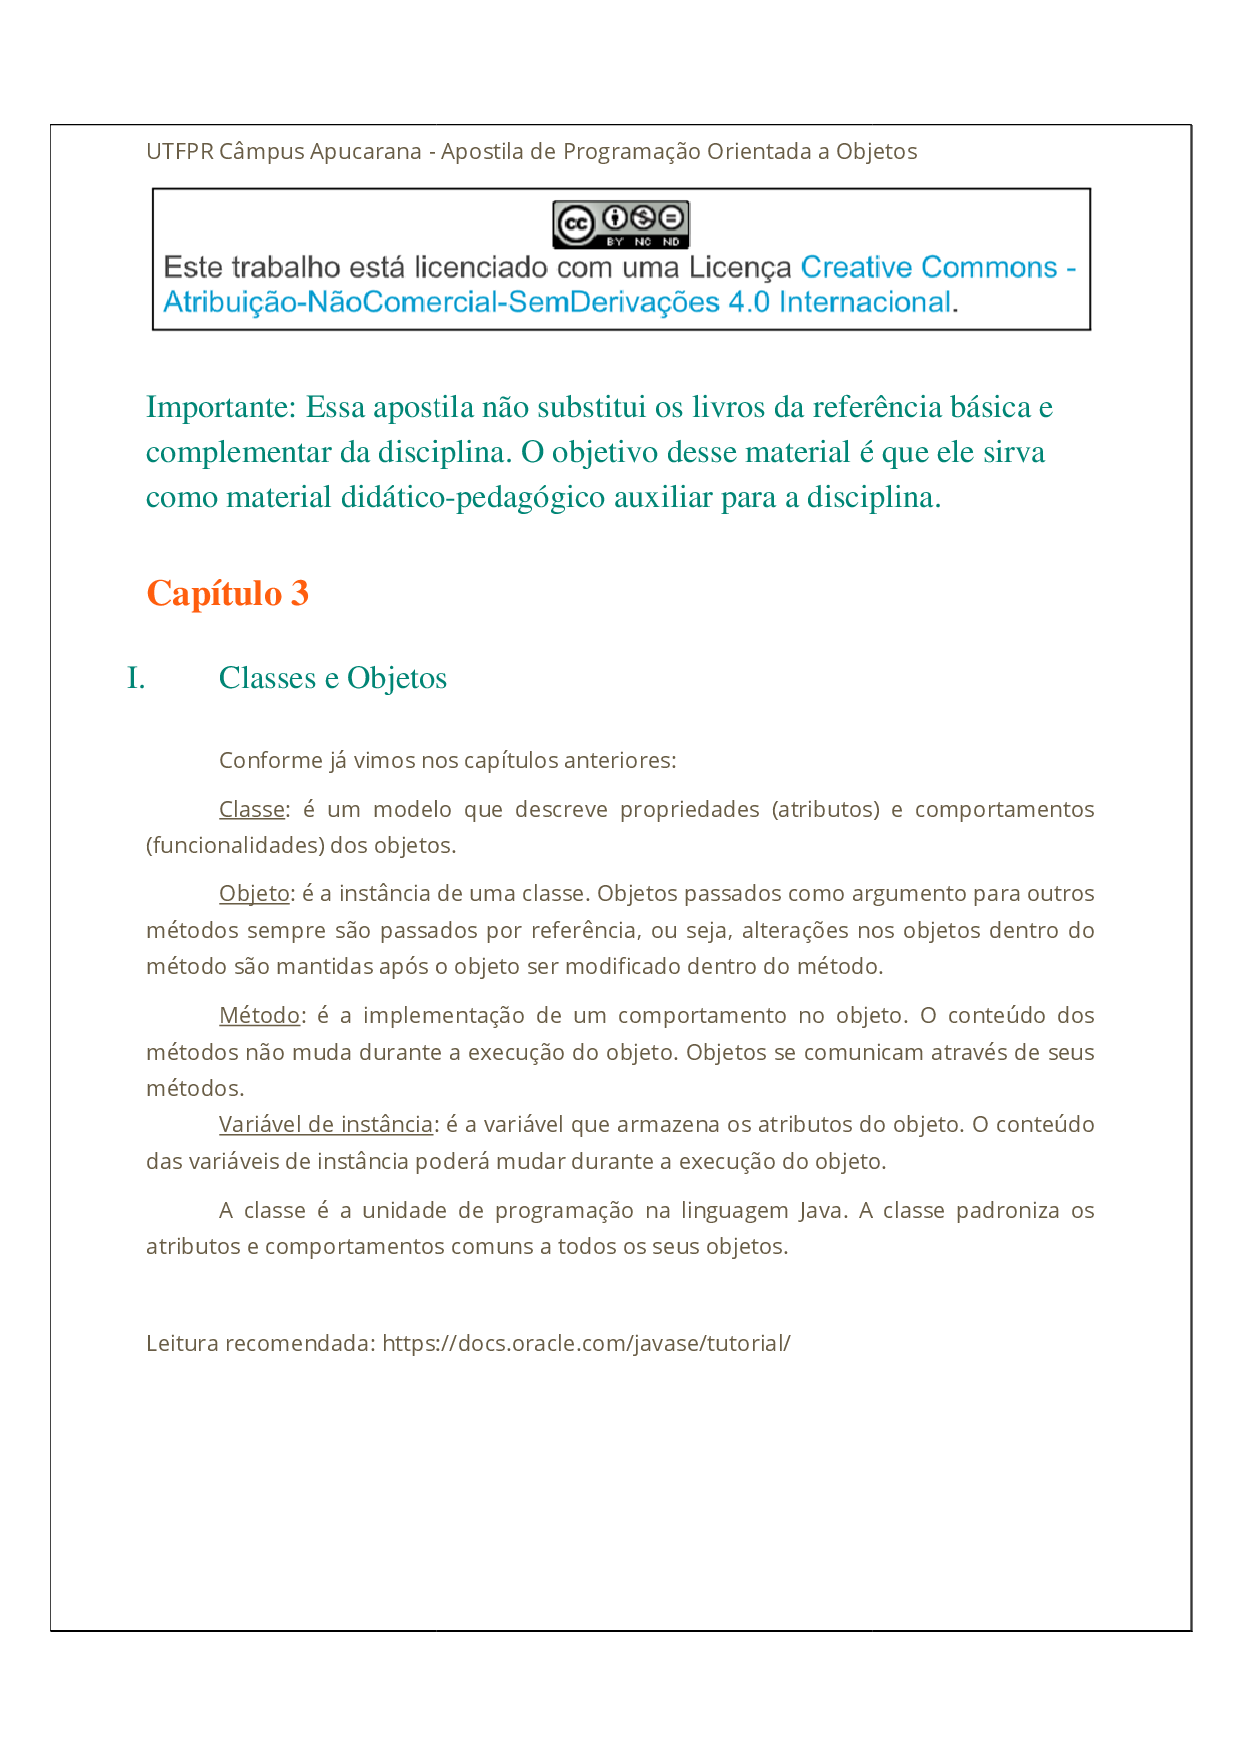 UTFPR Câmpus Apucarana - Apostila de Programação Orientada a Objetos
cc BY NC ND
Este trabalho está licenciado com uma Licença Creative Commons -
Atribuição-NãoComercial-SemDerivações 4.0 Internacional.
Importante: Essa apostila não substitui os livros da referência básica e
complementar da disciplina. O objetivo desse material é que ele sirva
como material didático-pedagógico auxiliar para a disciplina.
Capítulo 3
I. Classes e Objetos
Conforme já vimos nos capítulos anteriores:
Classe: é um modelo que descreve propriedades (atributos) e comportamentos
(funcionalidades) dos objetos.
Objeto: é a instância de uma classe. Objetos passados como argumento para outros
métodos sempre são passados por referência, ou seja, alterações nos objetos dentro do
método são mantidas após o objeto ser modificado dentro do método.
Método: é a implementação de um comportamento no objeto. O conteúdo dos
métodos não muda durante a execução do objeto. Objetos se comunicam através de seus
métodos.
Variável de instância: é a variável que armazena os atributos do objeto. O conteúdo
das variáveis de instância poderá mudar durante a execução do objeto.
A classe é a unidade de programação na linguagem Java. A classe padroniza os
atributos e comportamentos comuns a todos os seus objetos.
Leitura recomendada: https://docs.oracle.com/javase/tutorial/